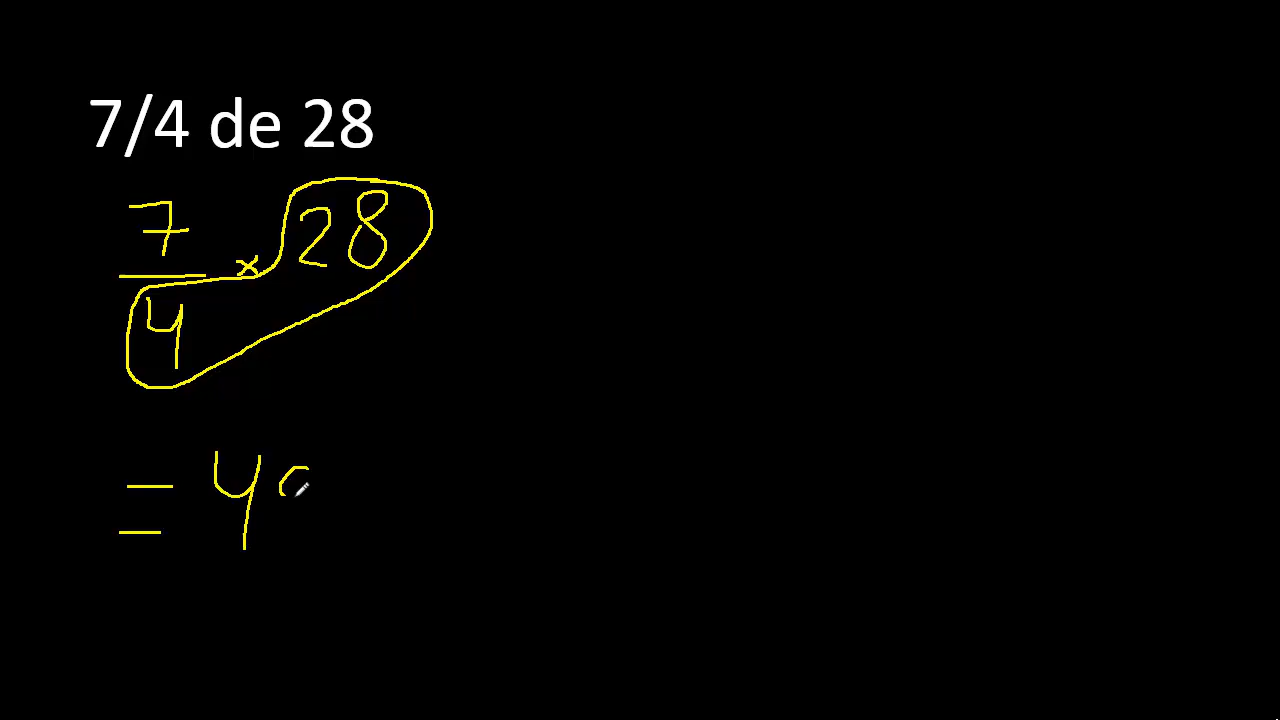 7/4 de 28
7
× 28
4
= 4